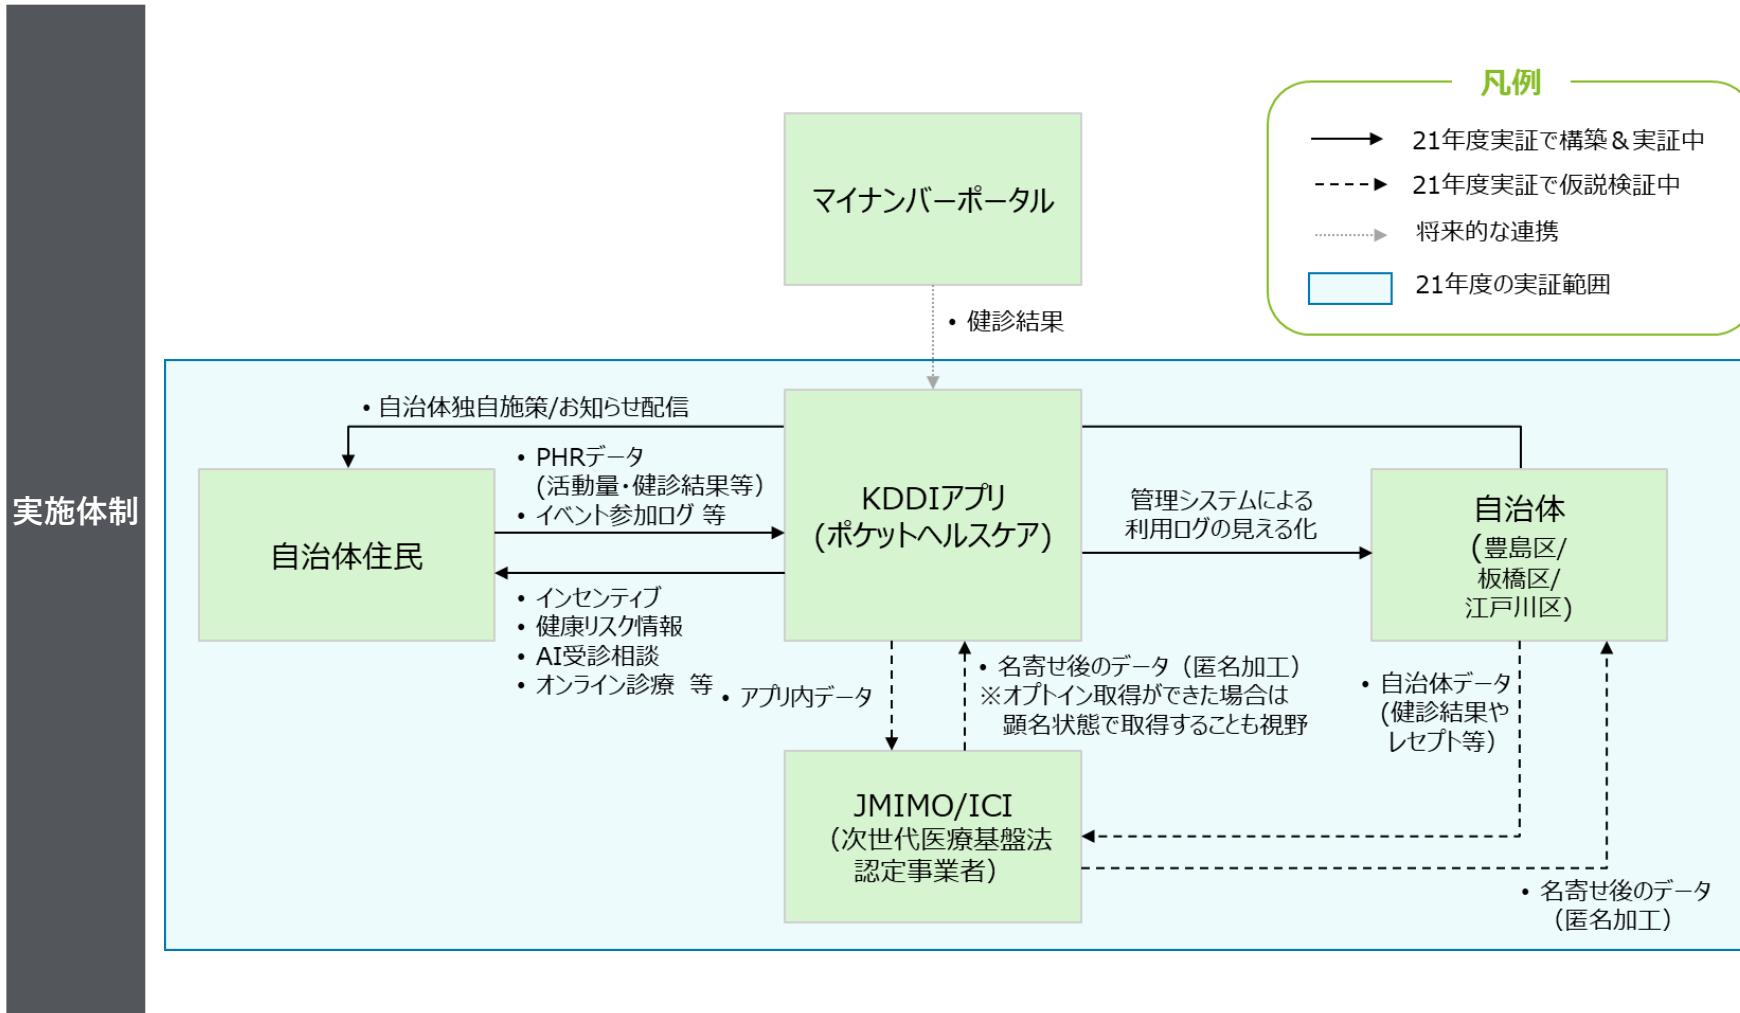 実施体制
凡例
21年度実証で構築&実証中
21年度実証で仮説検証中
将来的な連携
21年度の実証範囲
マイナンバーポータル
• 健診結果
• 自治体独自施策/お知らせ配信
• PHRデータ
(活動量・健診結果等)
• イベント参加ログ 等
自治体住民
• インセンティブ
• 健康リスク情報
• AI受診相談
• オンライン診療 等
KDDIアプリ
(ポケットヘルスケア)
管理システムによる
利用ログの見える化
自治体
(豊島区/
板橋区/
江戸川区)
• アプリ内データ
• 名寄せ後のデータ(匿名加工)
※オプトイン取得ができた場合は
顕名状態で取得することも視野
• 自治体データ
(健診結果や
レセプト等)
JMIMO/ICI
(次世代医療基盤法
認定事業者)
• 名寄せ後のデータ
(匿名加工)